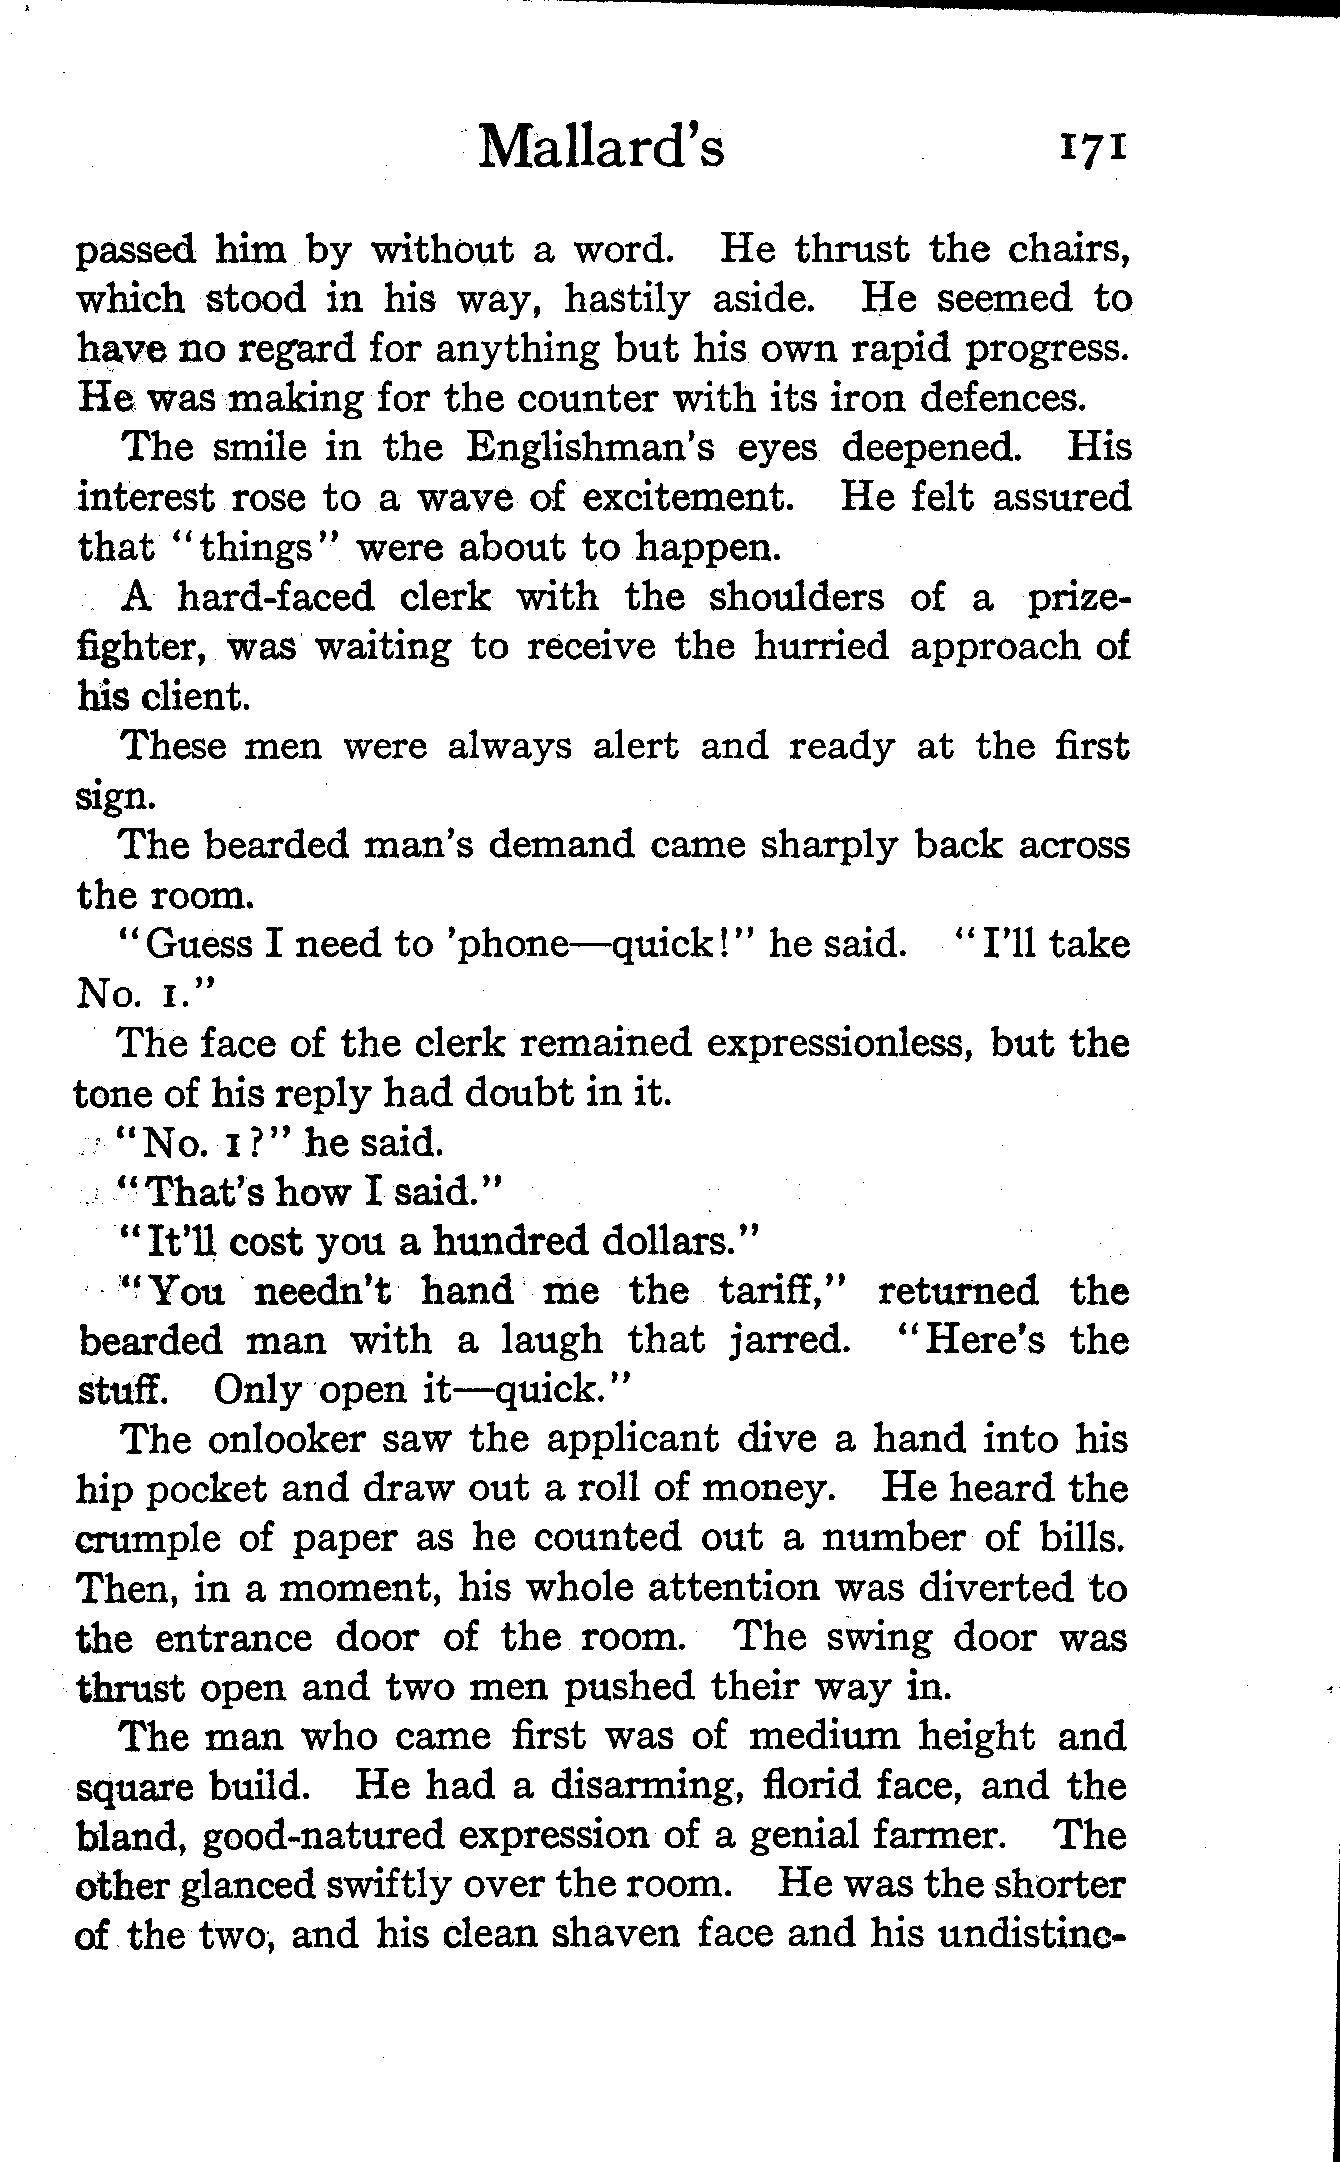 Mallard's 171
passed him by without a word. He thrust the chairs,
which stood in his way, hastily aside. He seemed to
have no regard for anything but his own rapid progress.
He was making for the counter with its iron defences.
The smile in the Englishman's eyes deepened. His
interest rose to a wave of excitement. He felt assured
that "things" were about to happen.
A hard-faced clerk with the shoulders of a prize-
fighter, was waiting to receive the hurried approach of
his client.
These men were always alert and ready at the first
sign.
The bearded man's demand came sharply back across
the room.
"Guess I need to 'phone—quick!" he said. "I'll take
No. 1."
The face of the clerk remained expressionless, but the
tone of his reply had doubt in it.
"No. 1?" he said.
"That's how I said."
"It'll cost you a hundred dollars."
"You needn't hand me the tariff," returned the
bearded man with a laugh that jarred. "Here's the
stuff. Only open it—quick."
The onlooker saw the applicant dive a hand into his
hip pocket and draw out a roll of money. He heard the
crumple of paper as he counted out a number of bills.
Then, in a moment, his whole attention was diverted to
the entrance door of the room. The swing door was
thrust open and two men pushed their way in.
The man who came first was of medium height and
square build. He had a disarming, florid face, and the
bland, good-natured expression of a genial farmer. The
other glanced swiftly over the room. He was the shorter
of the two, and his clean shaven face and his undistinc-